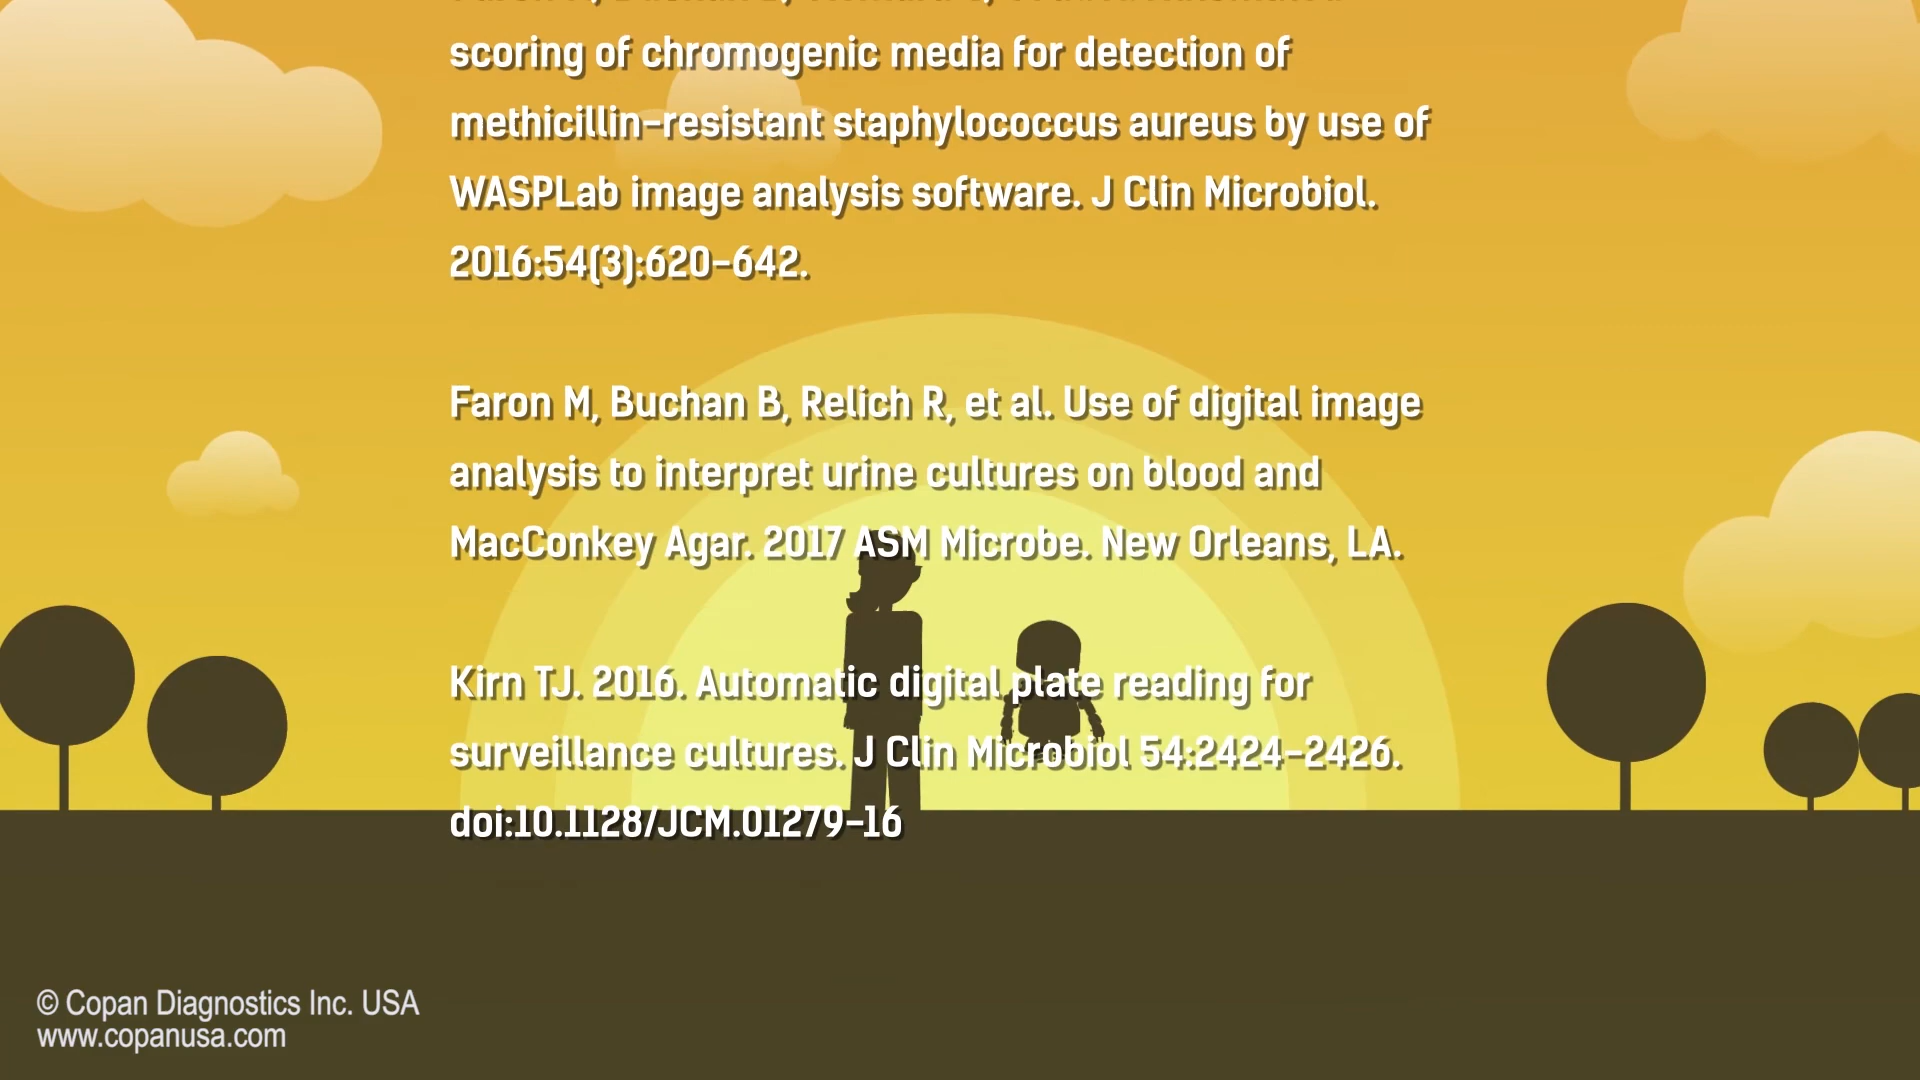 scoring of chromogenic media for detection of
methicillin-resistant staphylococcus aureus by use of
WASPLab image analysis software. J Clin Microbiol.
2016:54(3):620-642.
Faron M, Buchan B, Relich R, et al. Use of digital image
analysis to interpret urine cultures on blood and
MacConkey Agar. 2017 ASM Microbe. New Orleans, LA.
Kirn TJ. 2016. Automatic digital plate reading for
surveillance cultures. J Clin Microbiol 54:2424-2426.
doi:10.1128/JCM.01279-16
© Copan Diagnostics Inc. USA
www.copanusa.com